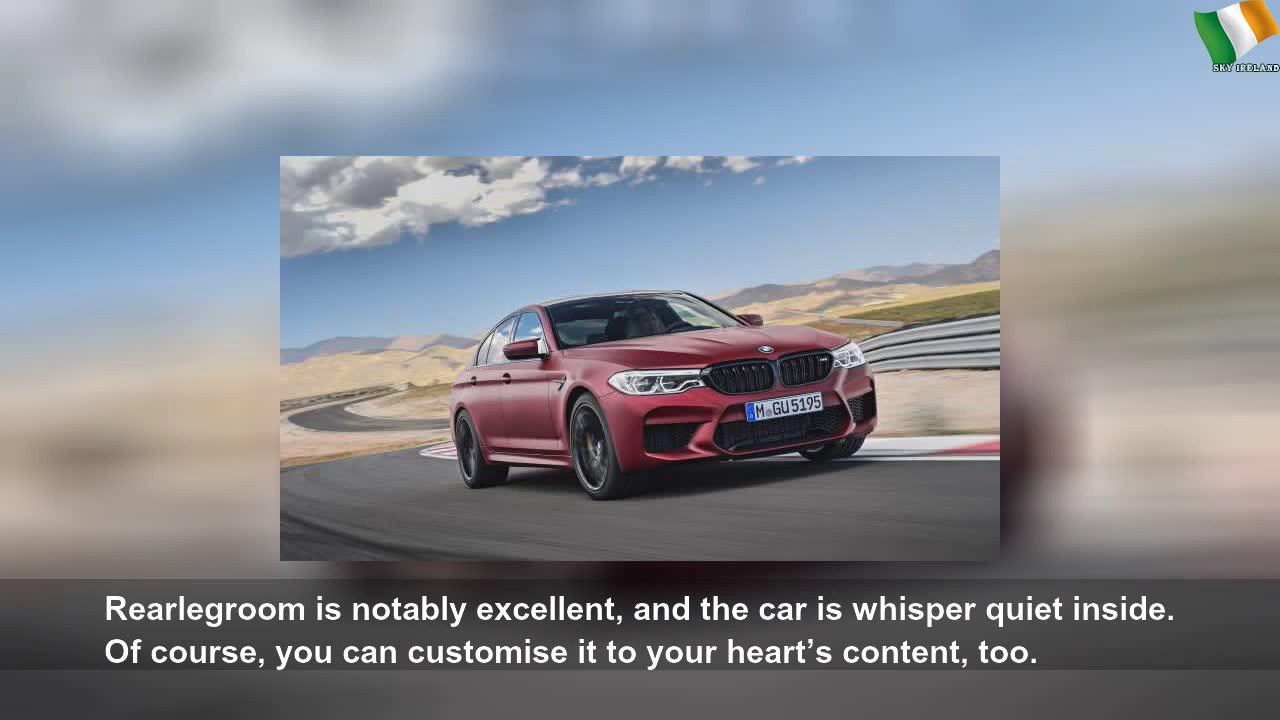 SKY IRELAND
M GU 5195
Rearlegroom is notably excellent, and the car is whisper quiet inside.
Of course, you can customise it to your heart’s content, too.